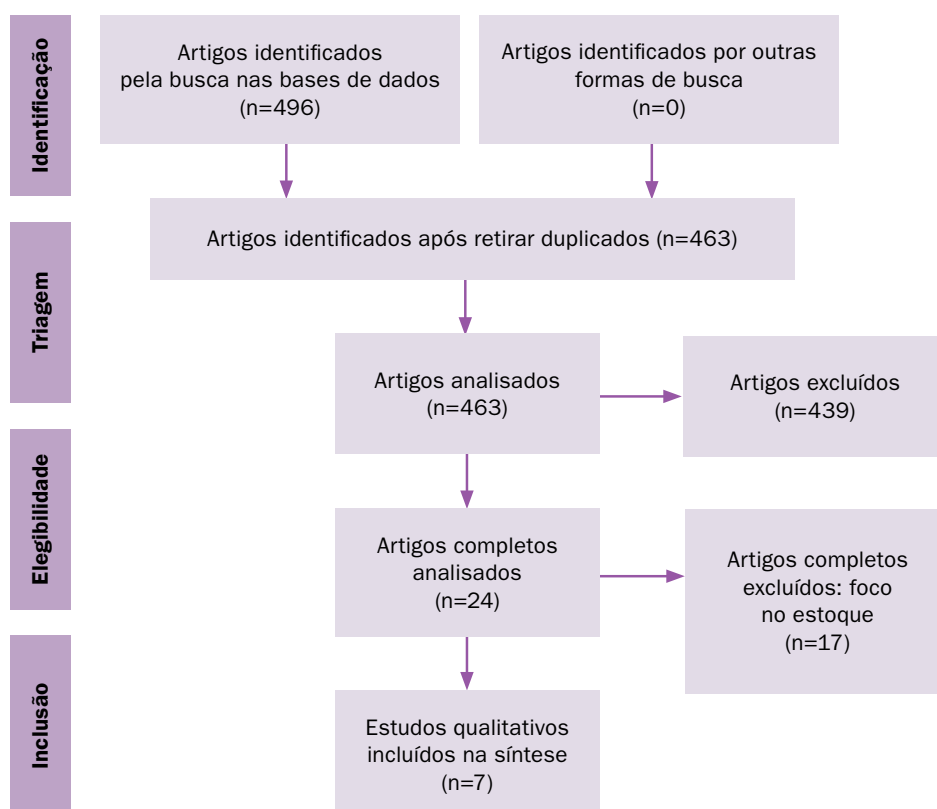 Identificação
Artigos identificados
pela busca nas bases de dados
(n=496)
Artigos identificados por outras
formas de busca
(n=0)
Triagem
Artigos identificados após retirar duplicados (n=463)
Artigos analisados
(n=463)
Artigos excluídos
(n=439)
Elegibilidade
Artigos completos
analisados
(n=24)
Artigos completos
excluídos: foco
no estoque
(n=17)
Inclusão
Estudos qualitativos
incluídos na síntese
(n=7)